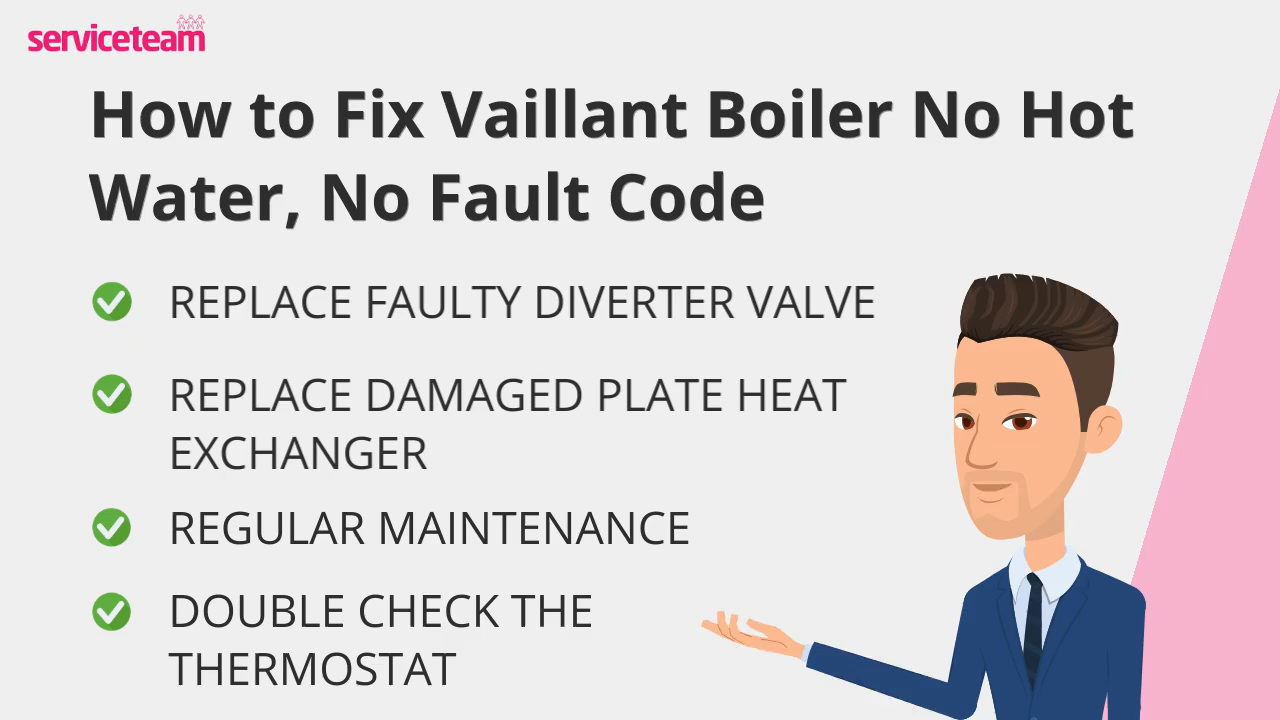 serviceteam
How to Fix Vaillant Boiler No Hot
Water, No Fault Code
REPLACE FAULTY DIVERTER VALVE
REPLACE DAMAGED PLATE HEAT
EXCHANGER
REGULAR MAINTENANCE
DOUBLE CHECK THE
THERMOSTAT